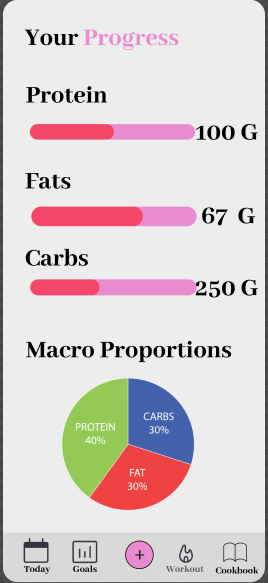 Your Progress
Protein
100 G
Fats
67 G
Carbs
250 G
Macro Proportions
PROTEIN
40%
CARBS
30%
FAT
30%
+
Today
Goals
Workout
Cookbook